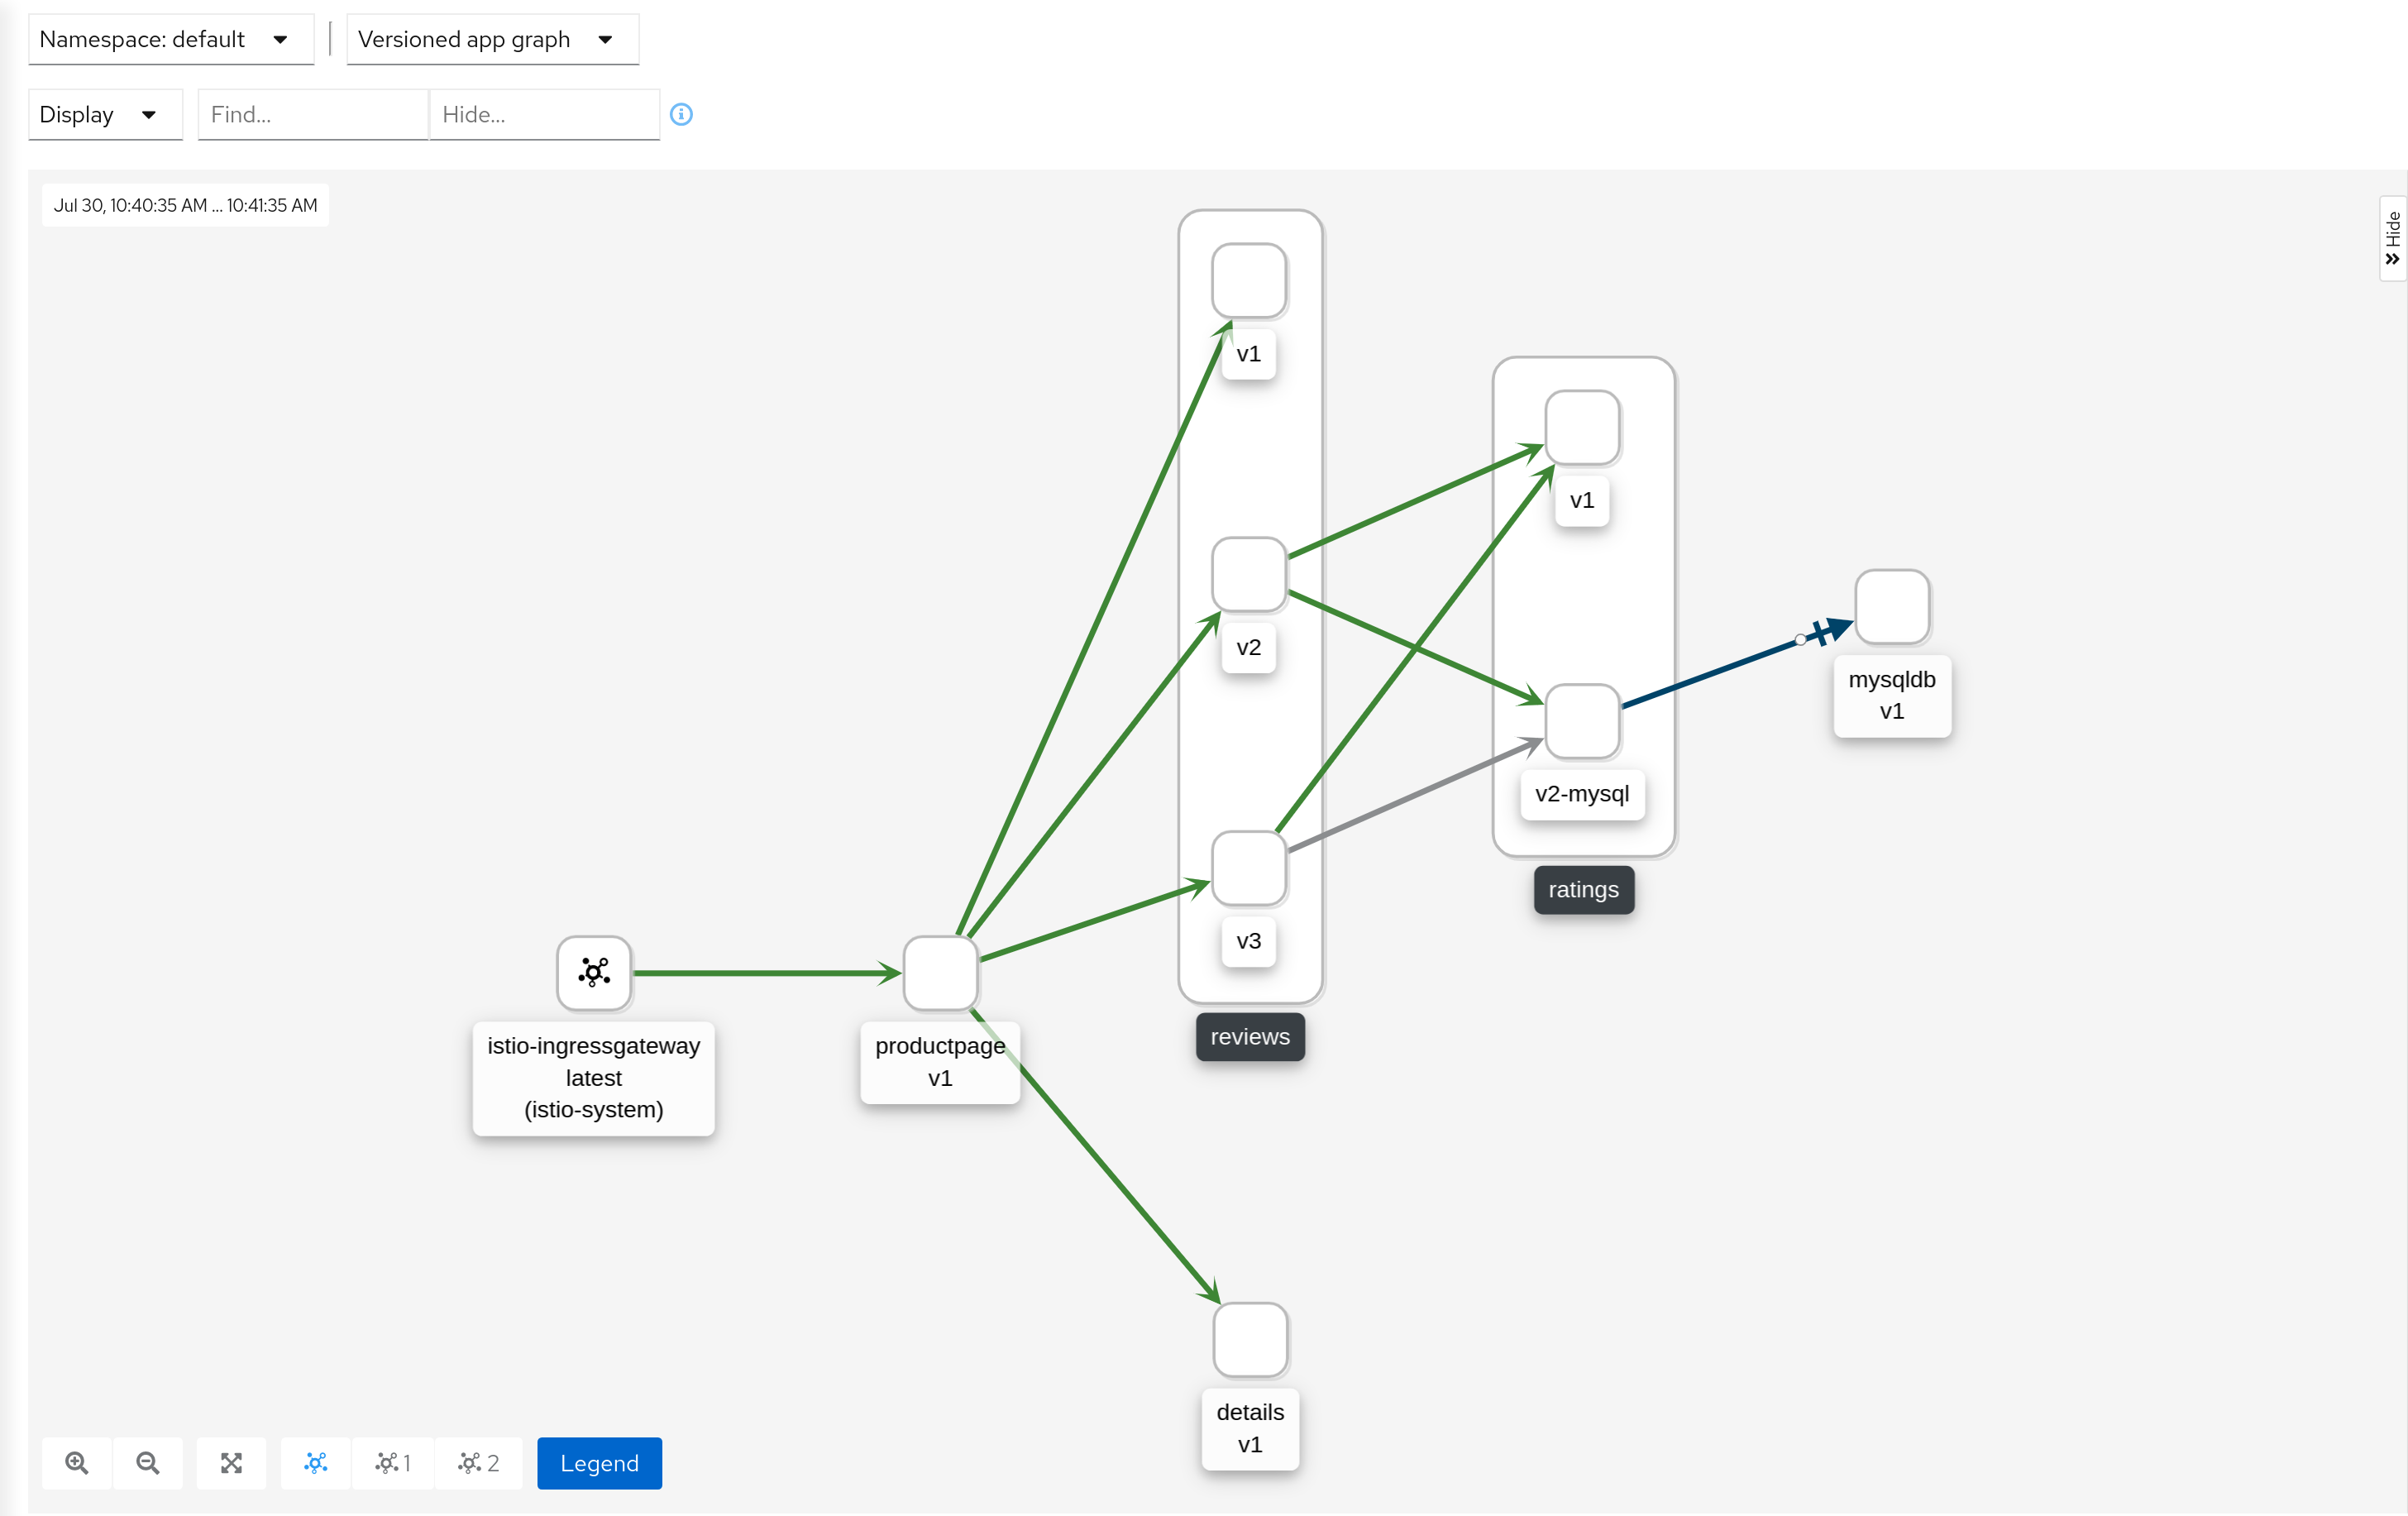 Namespace: default
Versioned app graph
Display
Find...
Hide...
Jul 30, 10:40:35 AM ... 10:41:35 AM
Hide
v1
v1
v2
mysqldb
v1
v2-mysql
ratings
v3
reviews
istio-ingressgateway
latest
(istio-system)
productpage
v1
details
v1
1
2
Legend